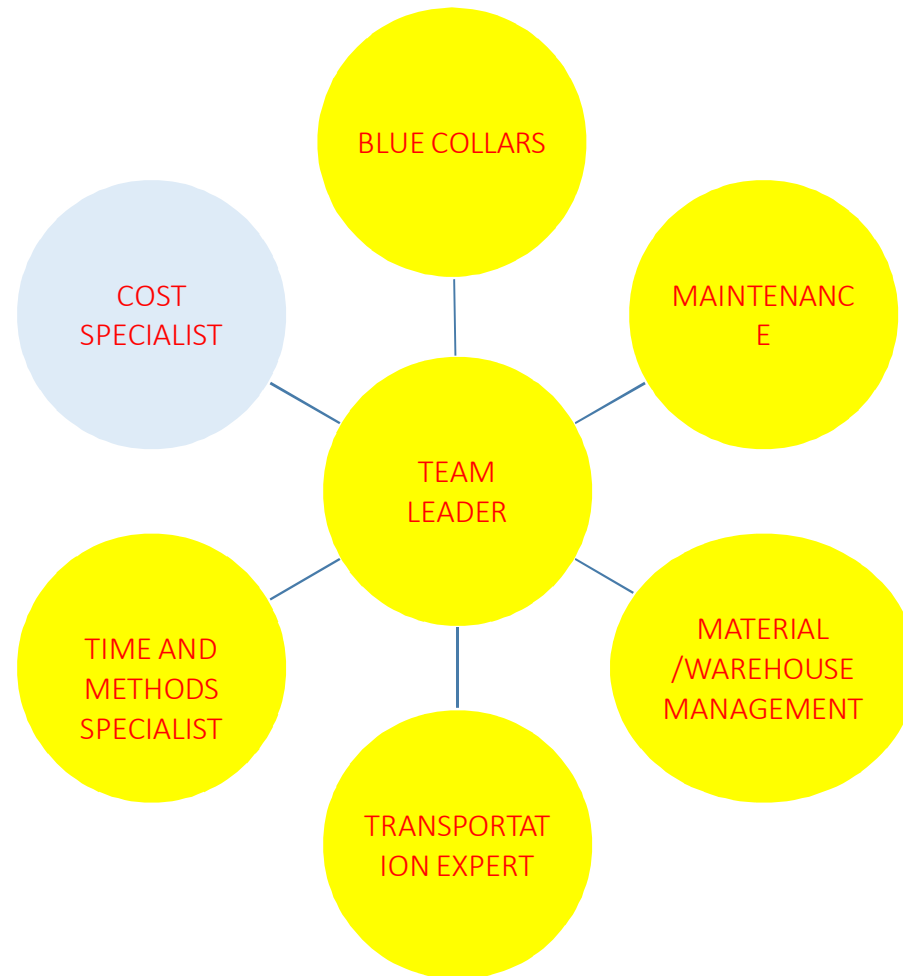 BLUE COLLARS
COST
SPECIALIST
MAINTENANC
E
TEAM
LEADER
TIME AND
METHODS
SPECIALIST
MATERIAL
/WAREHOUSE
MANAGEMENT
TRANSPORTAT
ION EXPERT